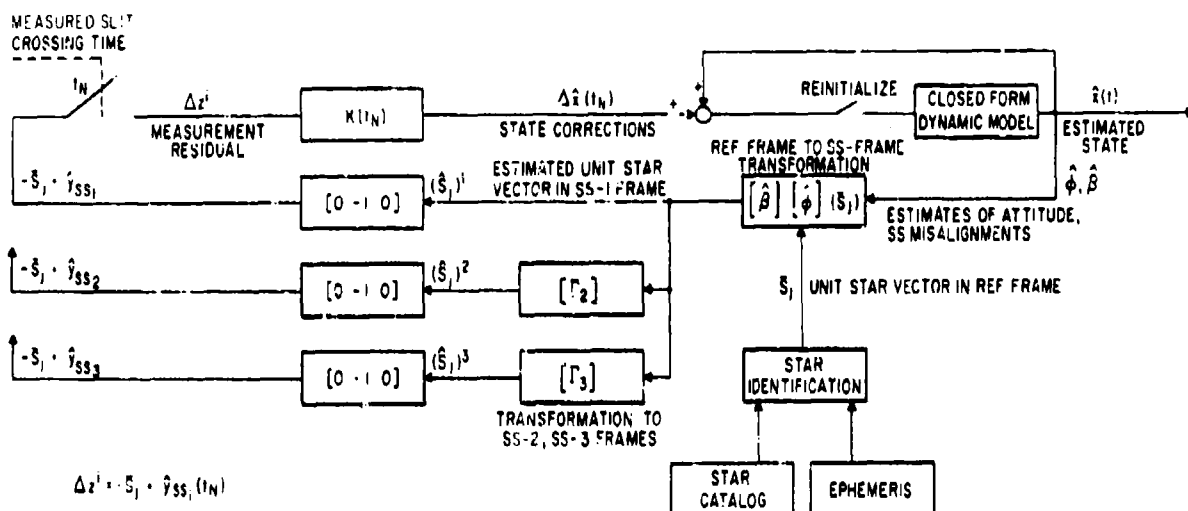 MEASURED SLIT
CROSSING TIME
t_N
Δz^i
MEASUREMENT
RESIDUAL
K(t_N)
Δx̂(t_N)
STATE CORRECTIONS
+
+
REINITIALIZE
CLOSED FORM
DYNAMIC MODEL
x̂(t)
ESTIMATED
STATE
φ̂, β̂
REF FRAME TO SS-FRAME
TRANSFORMATION
[β̂] [φ̂] (S̄_j)
ESTIMATES OF ATTITUDE,
SS MISALIGNMENTS
ESTIMATED UNIT STAR
VECTOR IN SS-1 FRAME
(Ŝ_j)^1
[0 -1 0]
-S̄_j · ŷ_SS1
-S̄_j · ŷ_SS2
[0 -1 0]
(Ŝ_j)^2
[Γ_2]
S̄_j UNIT STAR VECTOR IN REF FRAME
-S̄_j · ŷ_SS3
[0 -1 0]
(Ŝ_j)^3
[Γ_3]
STAR
IDENTIFICATION
TRANSFORMATION TO
SS-2, SS-3 FRAMES
Δz^i = -S̄_j · ŷ_SSi(t_N)
STAR
CATALOG
EPHEMERIS